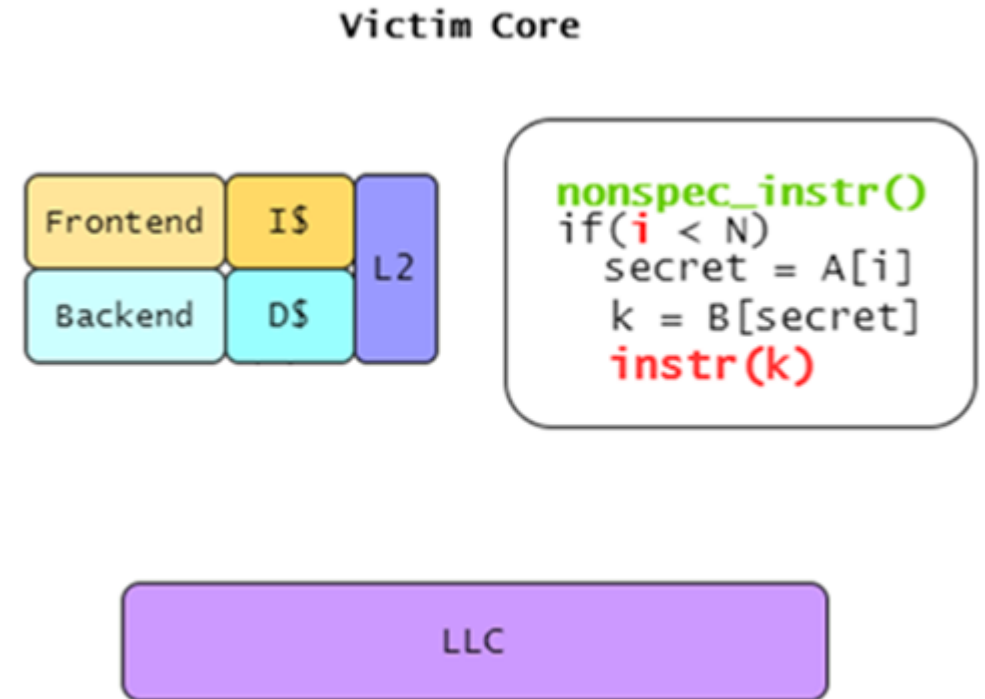 Victim Core
Frontend
I$
L2
Backend
D$
nonspec_instr()
if(i < N)
secret = A[i]
k = B[secret]
instr(k)
LLC